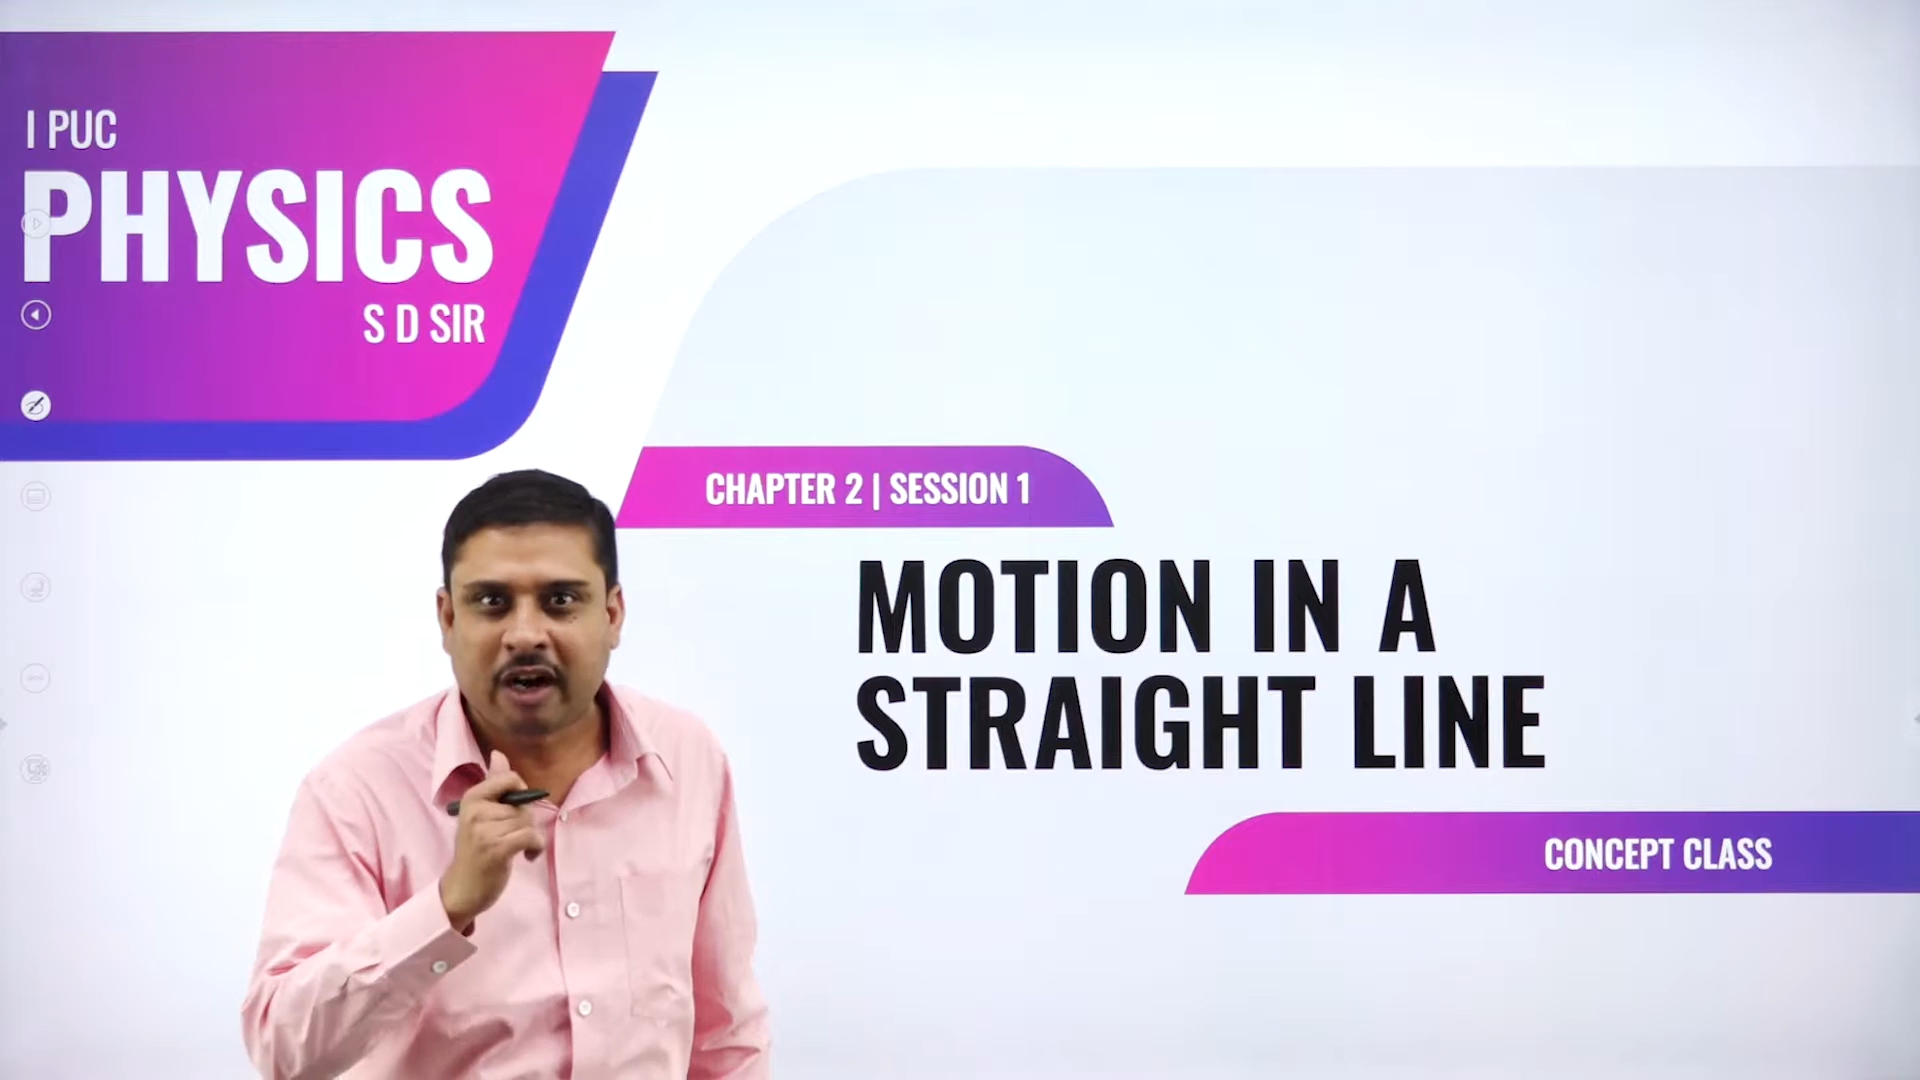 I PUC
PHYSICS
S D SIR
CHAPTER 2 | SESSION 1
MOTION IN A
STRAIGHT LINE
CONCEPT CLASS